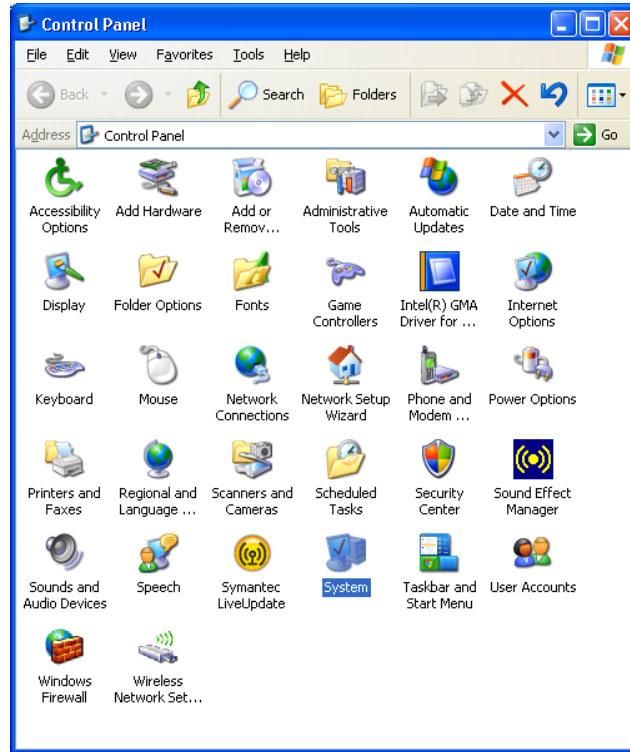 Control Panel
File Edit View Favorites Tools Help
Back Search Folders
Address Control Panel Go
Accessibility Options
Add Hardware
Add or Remov...
Administrative Tools
Automatic Updates
Date and Time
Display
Folder Options
Fonts
Game Controllers
Intel(R) GMA Driver for ...
Internet Options
Keyboard
Mouse
Network Connections
Network Setup Wizard
Phone and Modem ...
Power Options
Printers and Faxes
Regional and Language ...
Scanners and Cameras
Scheduled Tasks
Security Center
Sound Effect Manager
Sounds and Audio Devices
Speech
Symantec LiveUpdate
System
Taskbar and Start Menu
User Accounts
Windows Firewall
Wireless Network Set...